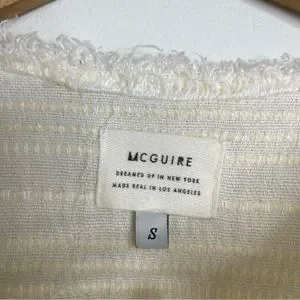 MCGUIRE
DREAMED UP IN NEW YORK
MADE REAL IN LOS ANGELES
S